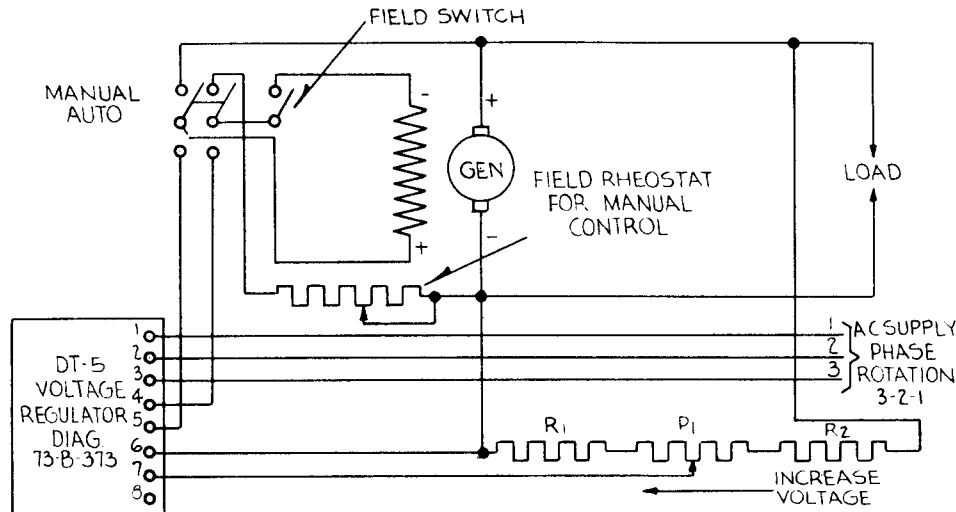 FIELD SWITCH
MANUAL
AUTO
-
+
+
GEN
-
FIELD RHEOSTAT
FOR MANUAL
CONTROL
LOAD
DT-5
VOLTAGE
REGULATOR
DIAG.
73-B-373
1
2
3
4
5
6
7
8
1
2
3
AC SUPPLY
PHASE
ROTATION
3-2-1
R1
P1
R2
INCREASE
VOLTAGE